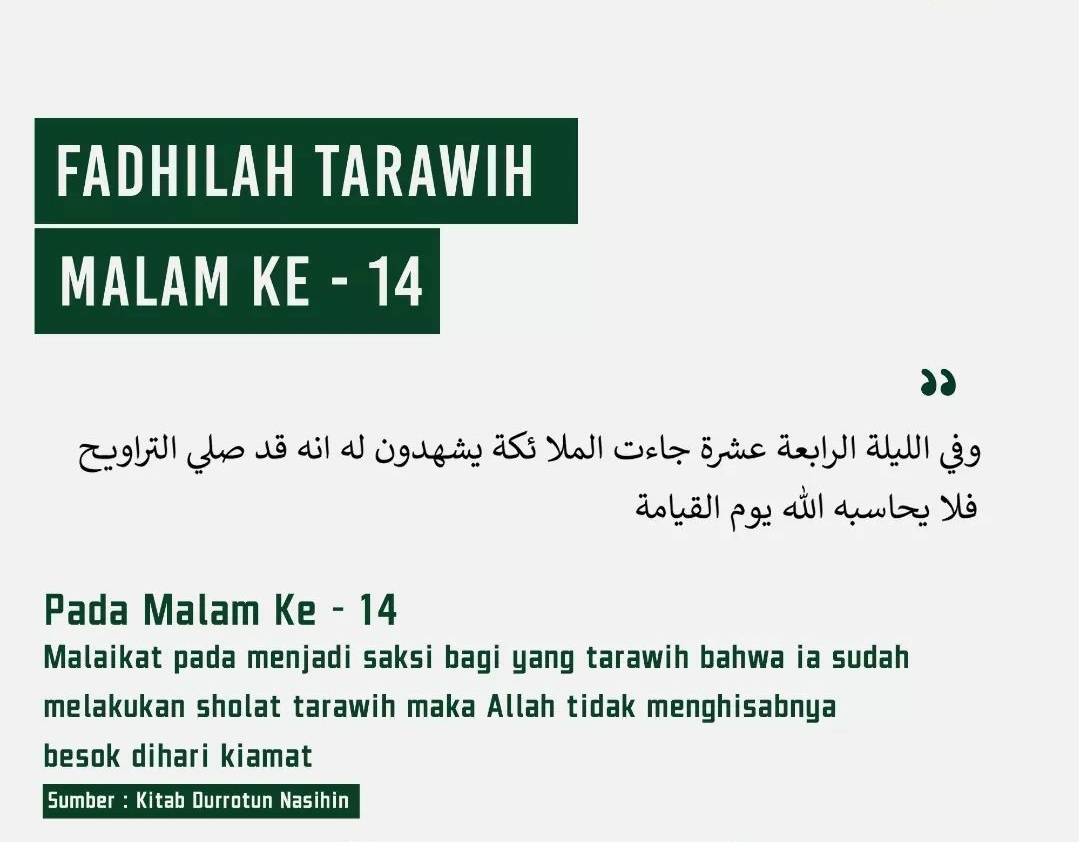 FADHILAH TARAWIH
MALAM KE - 14
وفي الليلة الرابعة عشرة جاءت الملا ئكة يشهدون له انه قد صلي التراويح
فلا يحاسبه الله يوم القيامة
Pada Malam Ke - 14
Malaikat pada menjadi saksi bagi yang tarawih bahwa ia sudah
melakukan sholat tarawih maka Allah tidak menghisabnya
besok dihari kiamat
Sumber : Kitab Durrotun Nasihin